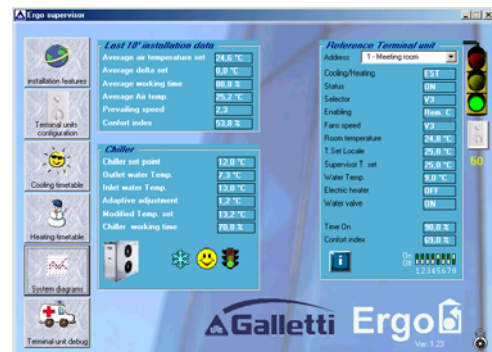 Ergo supervisor
installation features
Terminal units
configuration
Cooling timetable
Heating timetable
System diagrams
Terminal unit debug
Last 10' installation data
Average air temperature set 24,6 °C
Average delta set 0,0 °C
Average working time 80,0 %
Average Air temp. 25,2 °C
Prevailing speed 2,3
Confort index 53,8 %
Chiller
Chiller set point 12,0 °C
Outlet water Temp. 7,3 °C
Inlet water Temp. 13,0 °C
Adaptive adjustment 1,2 °C
Modified Temp. set 13,2 °C
Chiller working time 70,0 %
Reference Terminal unit
Address 1 - Meeting room
Cooling/Heating EST
Status ON
Selector V3
Enabling Rem. C
Fans speed V3
Room temperature 24,8 °C
T.Set Locale 25,0 °C
Supervisor T. set 25,0 °C
Water Temp. 9,0 °C
Electric heater OFF
Water valve ON
Time On 90,0 %
Confort index 69,0 %
i
On
Off
12345678
60
Galletti Ergo
Ver. 1.23